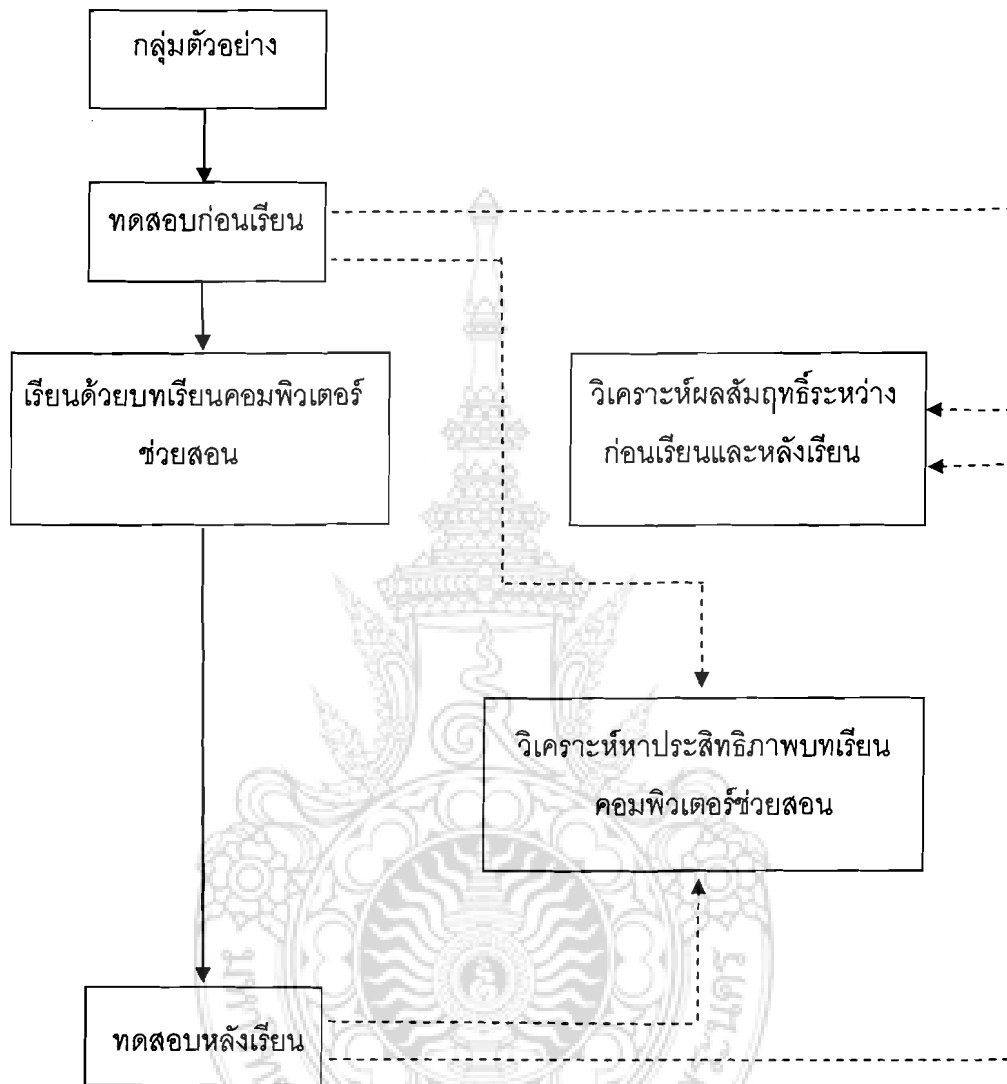 กลุ่มตัวอย่าง
ทดสอบก่อนเรียน
เรียนด้วยบทเรียนคอมพิวเตอร์
ช่วยสอน
วิเคราะห์ผลสัมฤทธิ์ระหว่าง
ก่อนเรียนและหลังเรียน
วิเคราะห์หาประสิทธิภาพบทเรียน
คอมพิวเตอร์ช่วยสอน
ทดสอบหลังเรียน
พระนคร